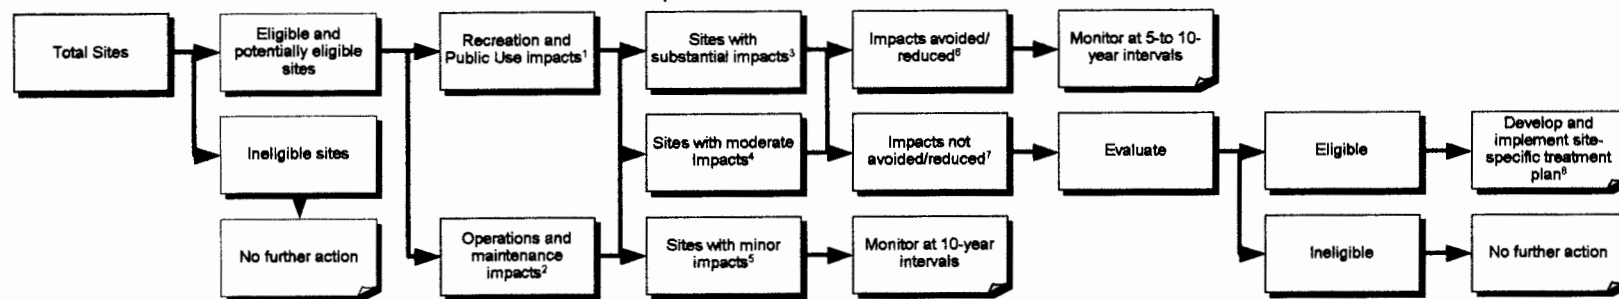 Total Sites
Eligible and
potentially eligible
sites
Ineligible sites
No further action
Recreation and
Public Use impacts¹
Operations and
maintenance
impacts²
Sites with
substantial impacts³
Sites with moderate
Impacts⁴
Sites with minor
impacts⁵
Impacts avoided/
reduced⁶
Impacts not
avoided/reduced⁷
Monitor at 10-year
intervals
Monitor at 5-to 10-
year intervals
Evaluate
Eligible
Ineligible
Develop and
implement site-
specific treatment
plan⁸
No further action